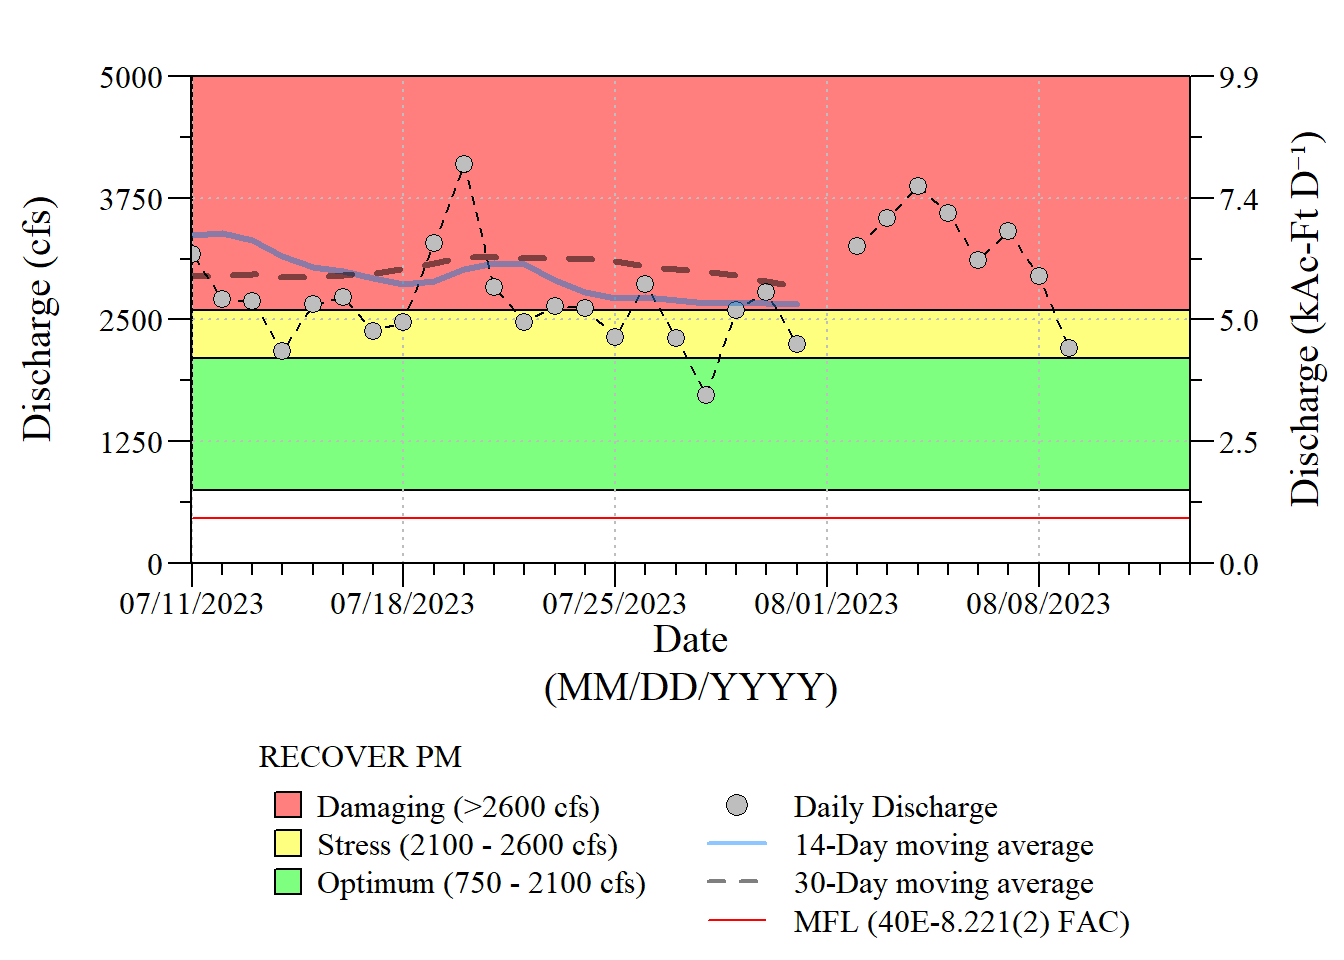 5000
3750
2500
1250
0
Discharge (cfs)
9.9
7.4
5.0
2.5
0.0
Discharge (kAc-Ft D⁻¹)
07/11/2023
07/18/2023
07/25/2023
08/01/2023
08/08/2023
Date
(MM/DD/YYYY)
RECOVER PM
Damaging (>2600 cfs)
Stress (2100 - 2600 cfs)
Optimum (750 - 2100 cfs)
Daily Discharge
14-Day moving average
30-Day moving average
MFL (40E-8.221(2) FAC)